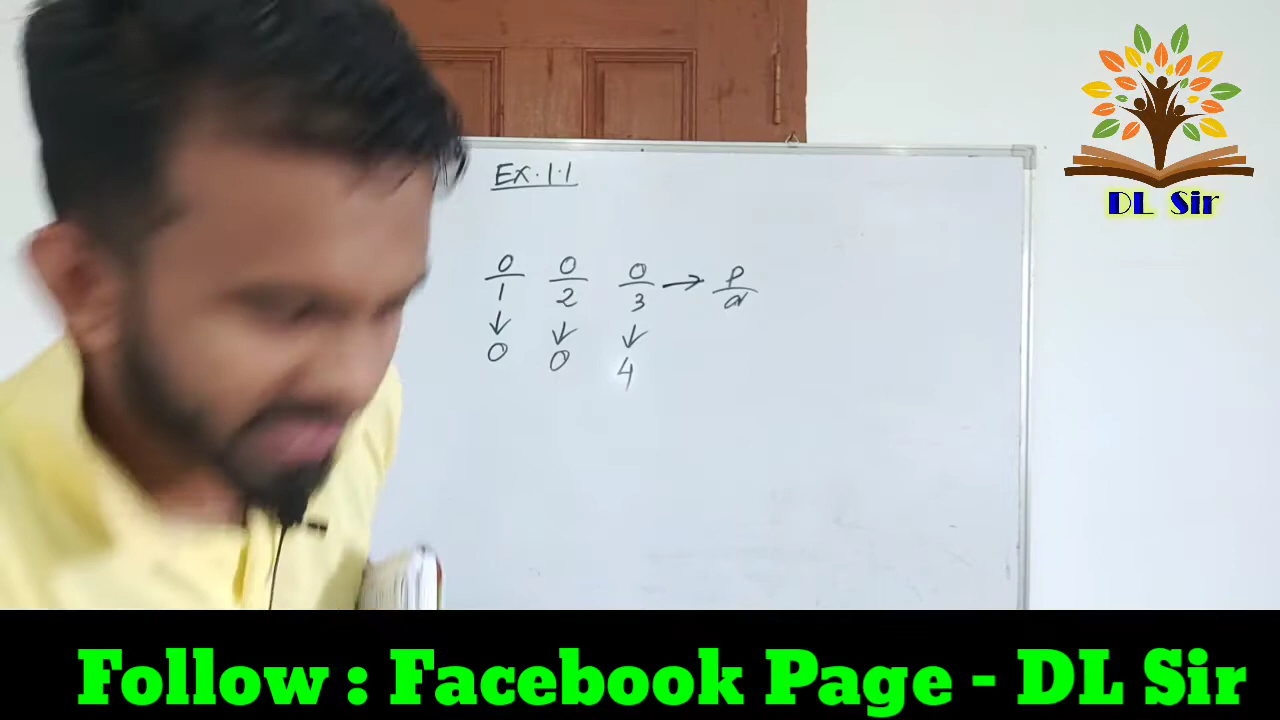 Ex. 1.1
DL Sir
0/1 0/2 0/3 → p/q
↓ ↓ ↓
0 0 4
Follow : Facebook Page - DL Sir